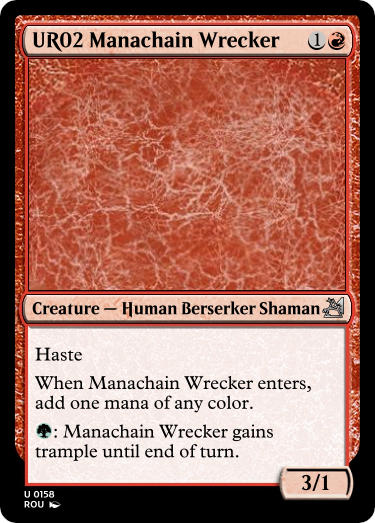 UR02 Manachain Wrecker 1
Creature — Human Berserker Shaman
Haste
When Manachain Wrecker enters,
add one mana of any color.
: Manachain Wrecker gains
trample until end of turn.
3/1
U 0158
ROU